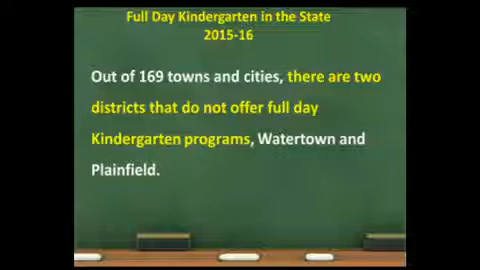 Full Day Kindergarten in the State
2015-16
Out of 169 towns and cities, there are two
districts that do not offer full day
Kindergarten programs, Watertown and
Plainfield.